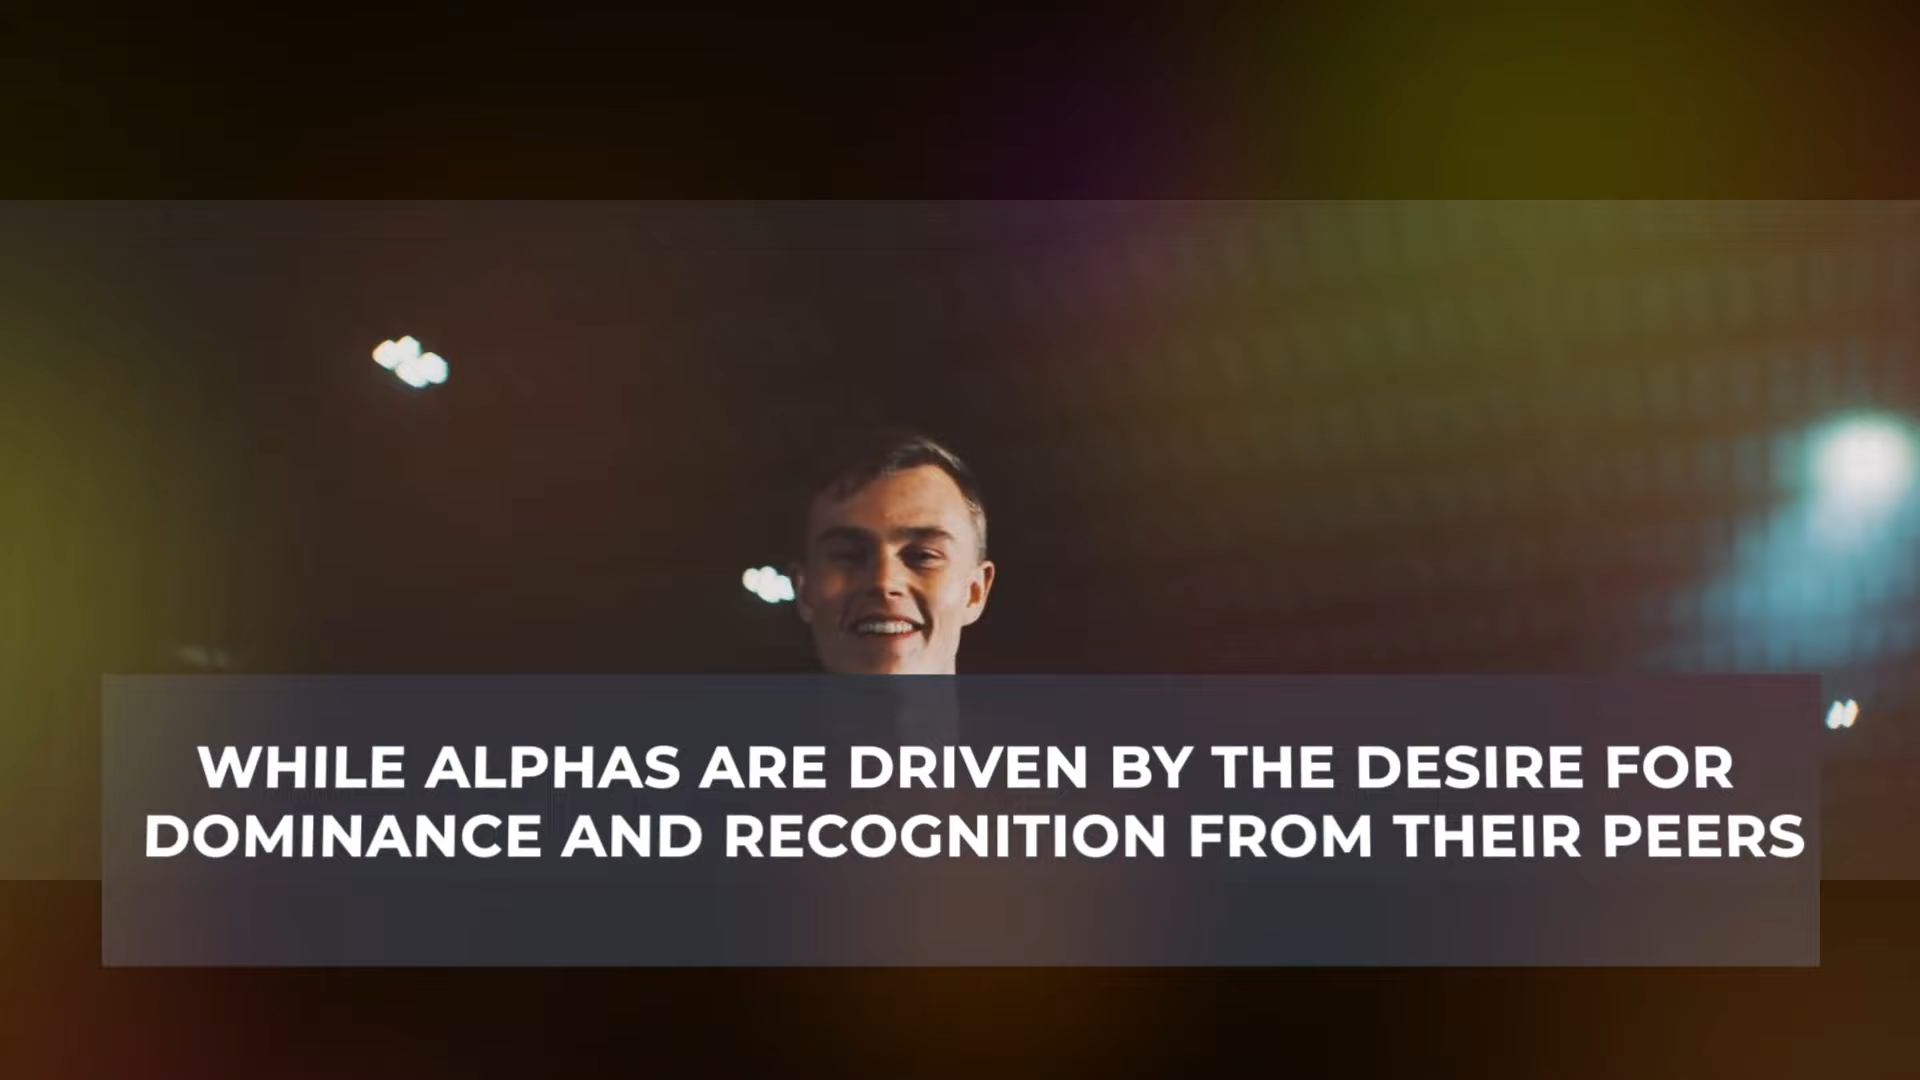 WHILE ALPHAS ARE DRIVEN BY THE DESIRE FOR
DOMINANCE AND RECOGNITION FROM THEIR PEERS